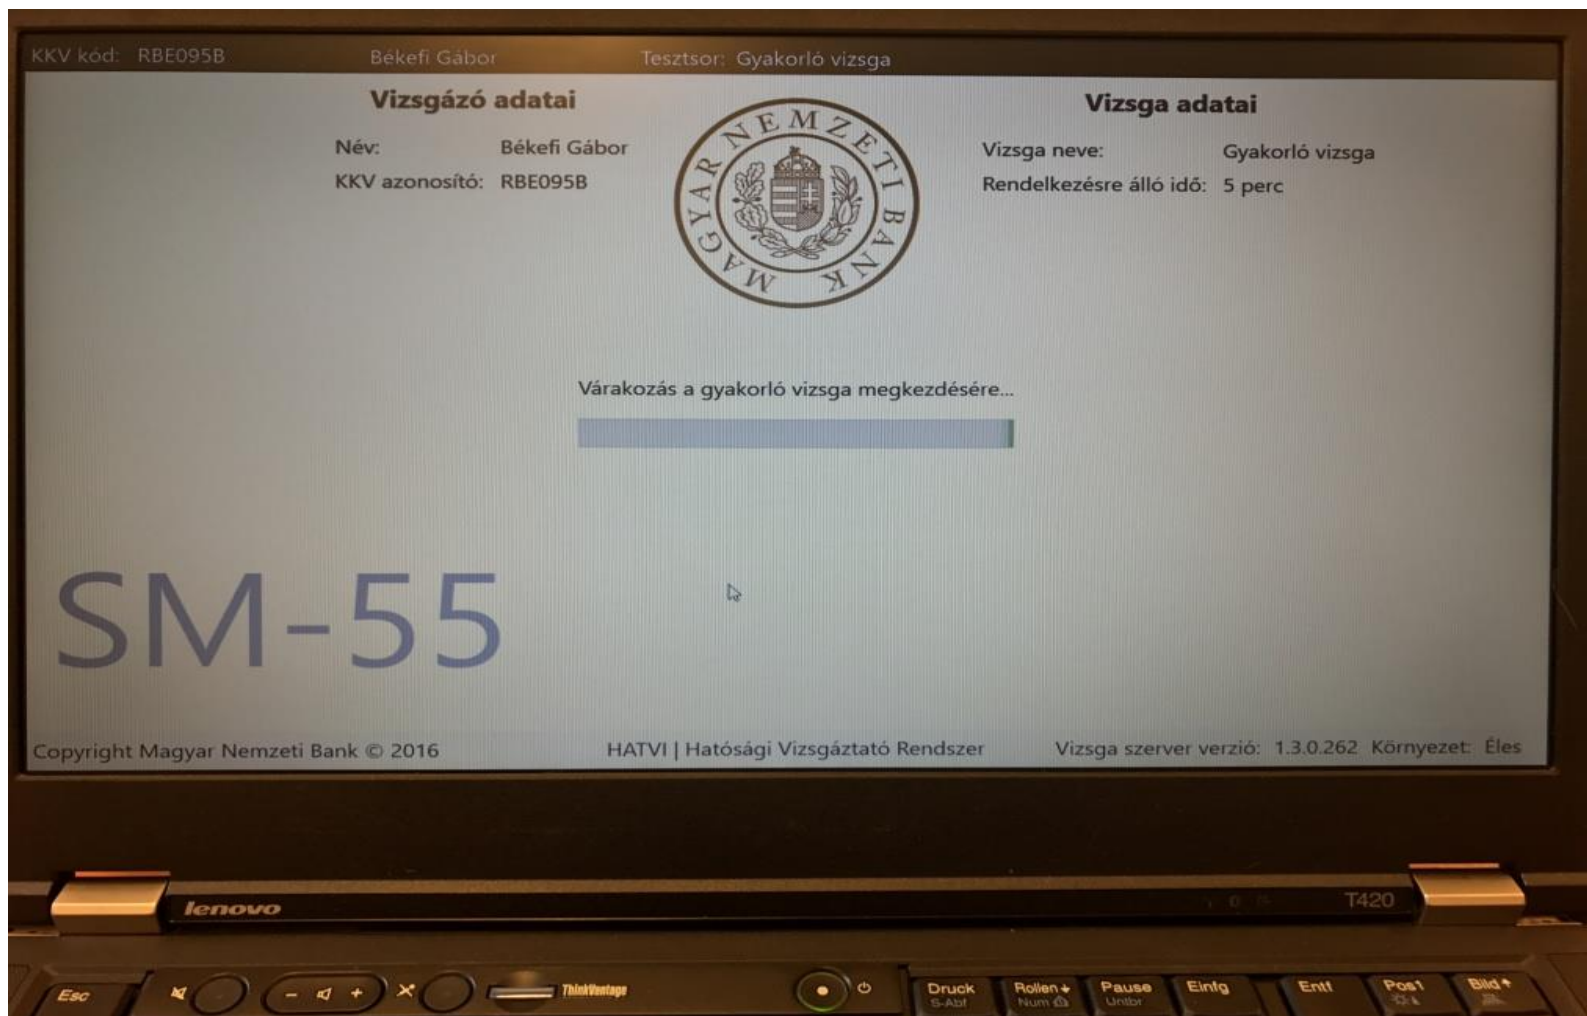 KKV kód: RBE095B Békefi Gábor Tesztsor: Gyakorló vizsga
Vizsgázó adatai
Név: Békefi Gábor
KKV azonosító: RBE095B
MAGYAR NEMZETI BANK
Vizsga adatai
Vizsga neve: Gyakorló vizsga
Rendelkezésre álló idő: 5 perc
Várakozás a gyakorló vizsga megkezdésére...
SM-55
Copyright Magyar Nemzeti Bank © 2016 HATVI | Hatósági Vizsgáztató Rendszer Vizsga szerver verzió: 1.3.0.262 Környezet: Éles
lenovo T420
Esc - + ThinkVantage Druck Rollen Pause Einfg Entf Pos1 Bild
S-Abf Num Untbr